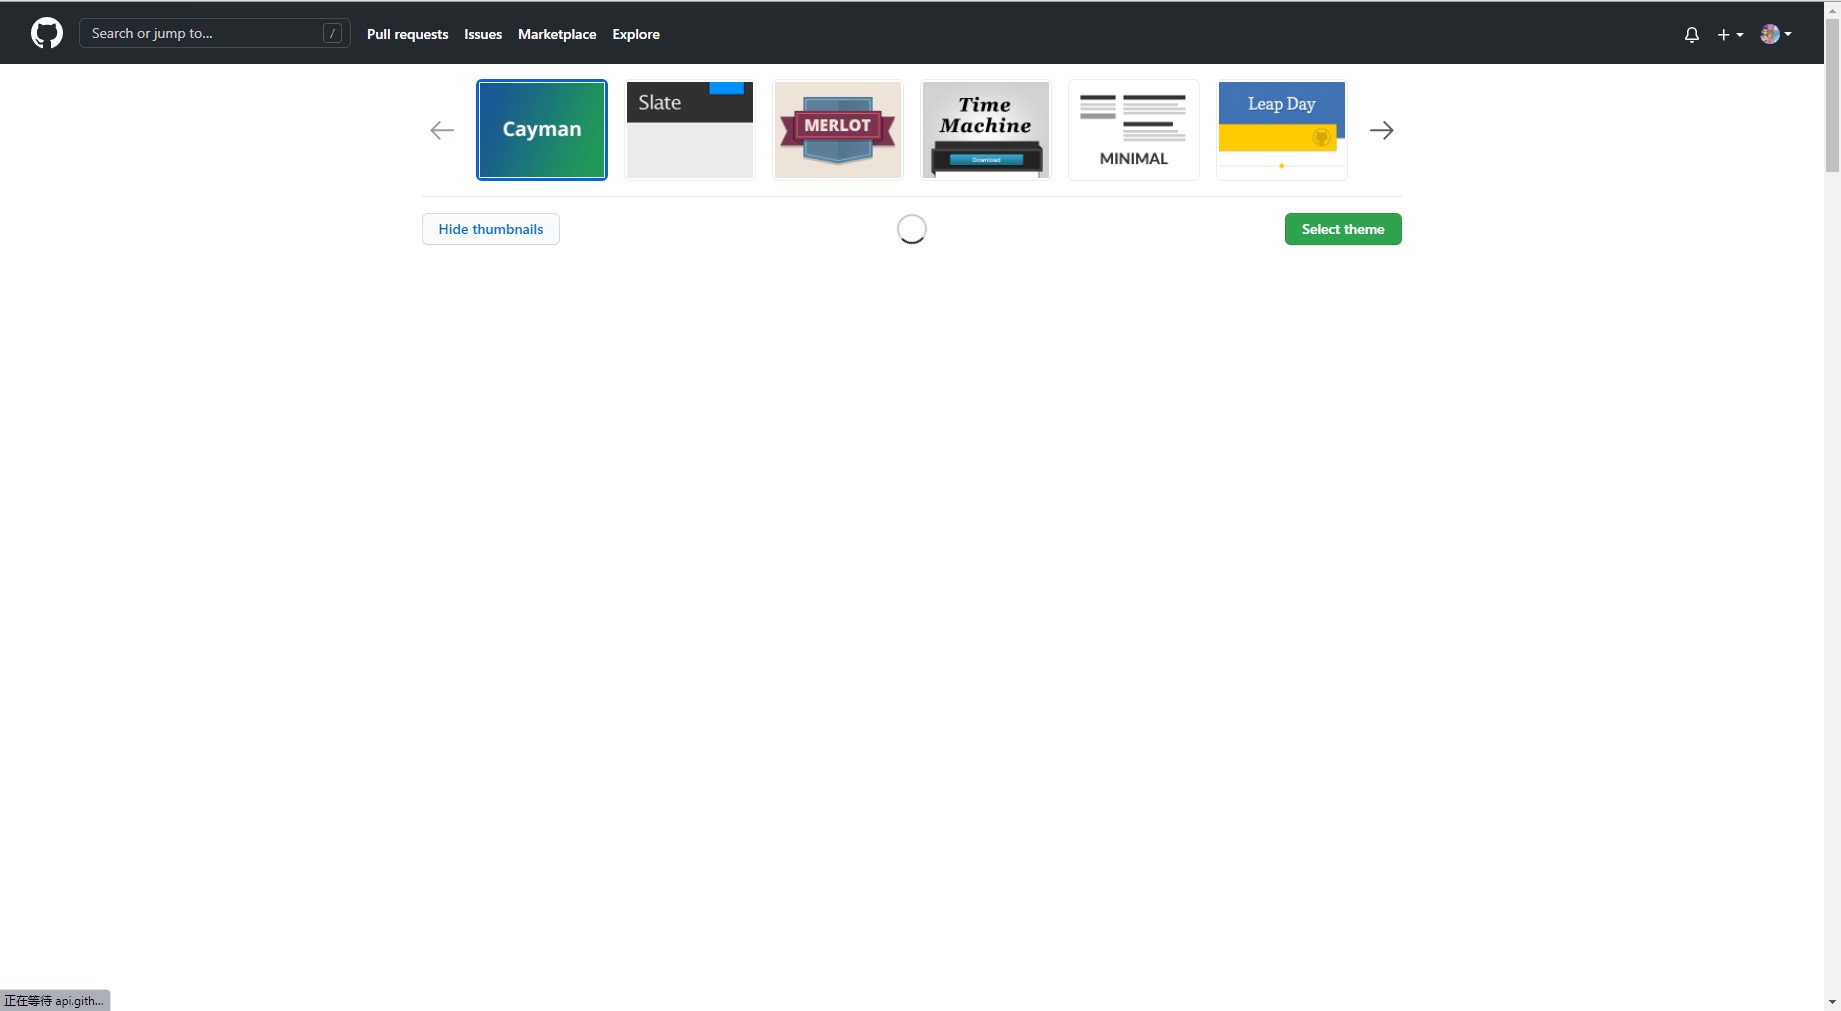 Search or jump to... /
Pull requests
Issues
Marketplace
Explore
Cayman
Slate
MERLOT
Time
Machine
Download
MINIMAL
Leap Day
Hide thumbnails
Select theme
正在等待 api.gith...